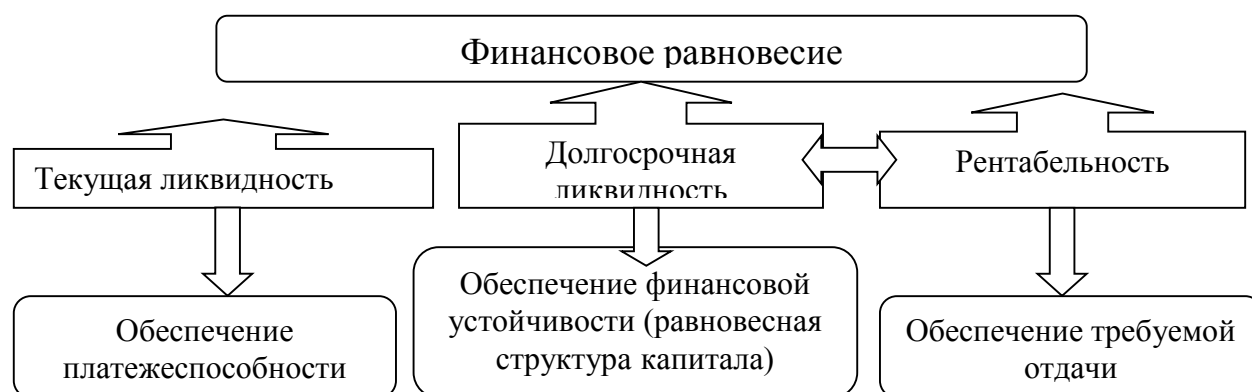 Финансовое равновесие
Текущая ликвидность
Долгосрочная
ликвидность
Рентабельность
Обеспечение
платежеспособности
Обеспечение финансовой
устойчивости (равновесная
структура капитала)
Обеспечение требуемой
отдачи